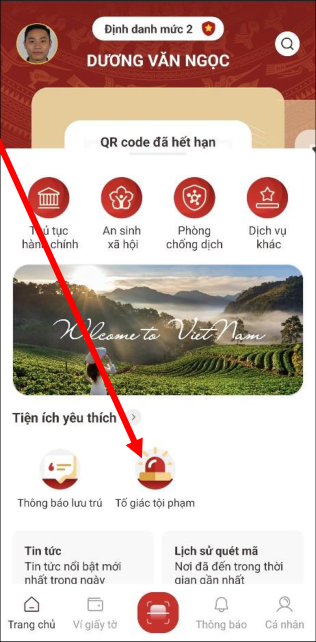 Định danh mức 2
DƯƠNG VĂN NGỌC
QR code đã hết hạn
Thủ tục
hành chính
An sinh
xã hội
Phòng
chống dịch
Dịch vụ
khác
Welcome to Viet Nam
Tiện ích yêu thích
Thông báo lưu trú
Tố giác tội phạm
Tin tức
Tin tức nổi bật mới
nhất trong ngày
Lịch sử quét mã
Nơi đã đến trong thời
gian gần nhất
Trang chủ
Ví giấy tờ
Thông báo
Cá nhân